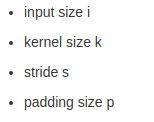 • input size i
• kernel size k
• stride s
• padding size p